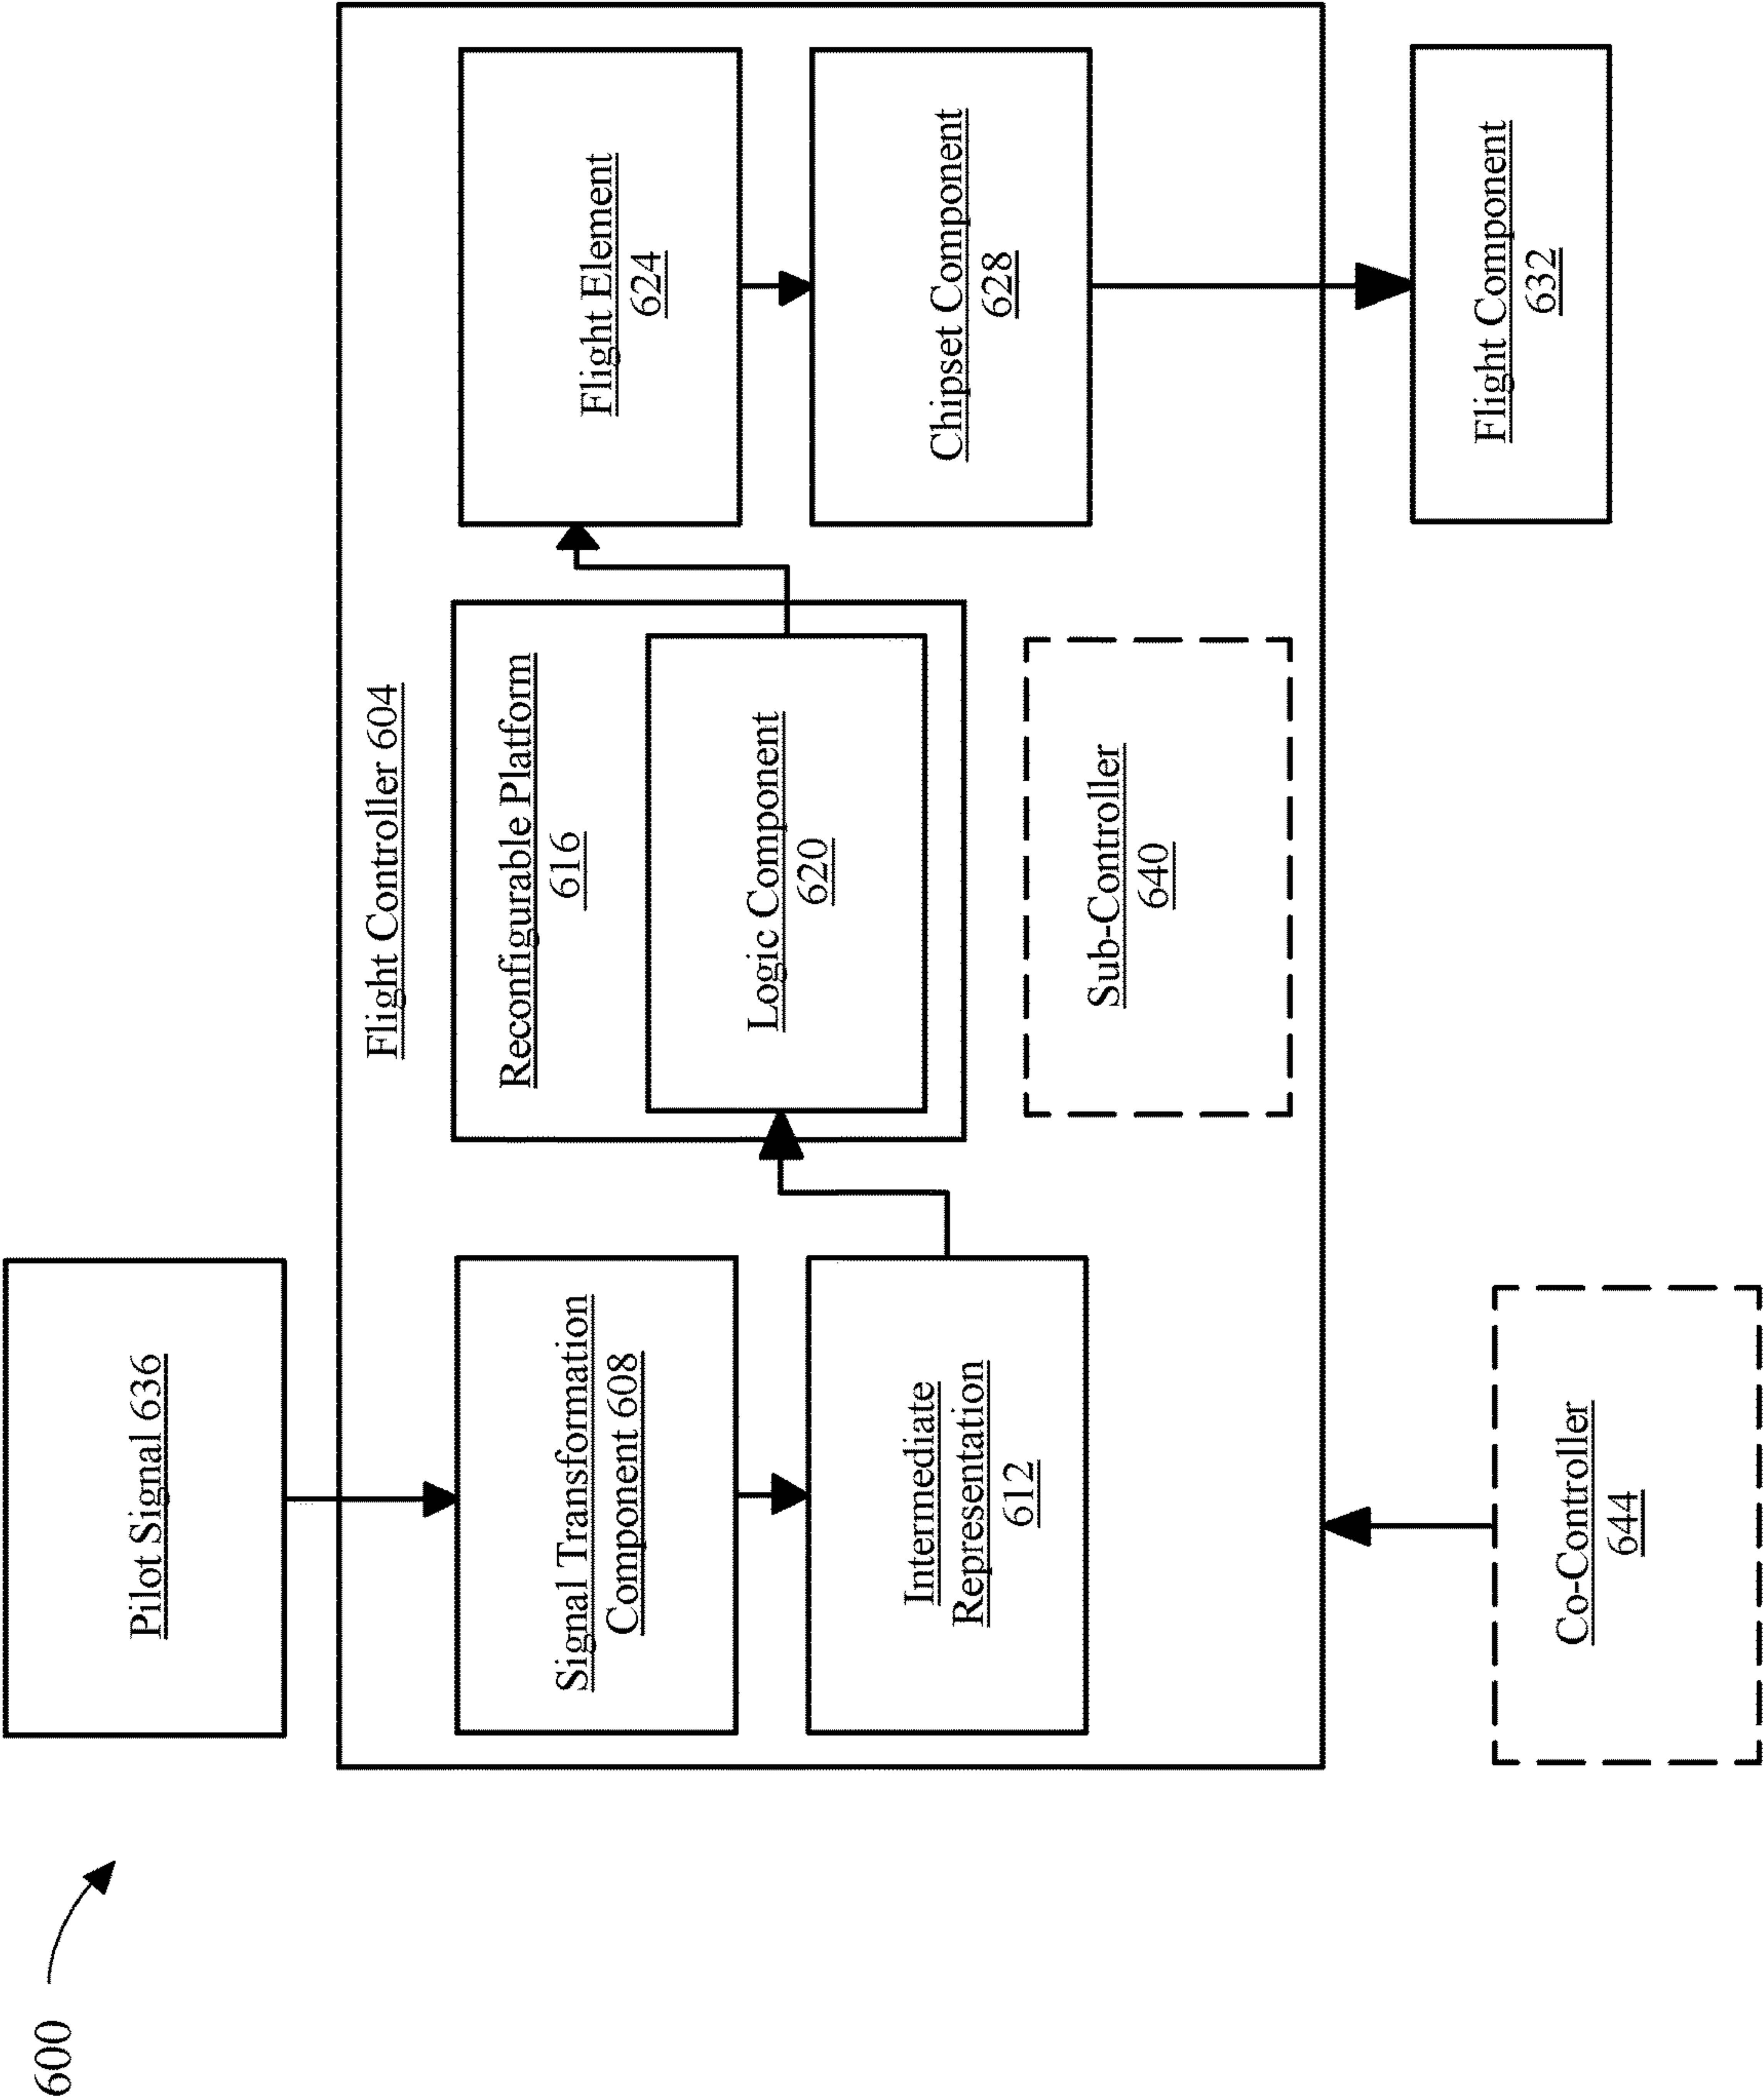 600
Pilot Signal 636
Flight Controller 604
Signal Transformation
Component 608
Intermediate
Representation
612
Reconfigurable Platform
616
Logic Component
620
Sub-Controller
640
Flight Element
624
Chipset Component
628
Co-Controller
644
Flight Component
632